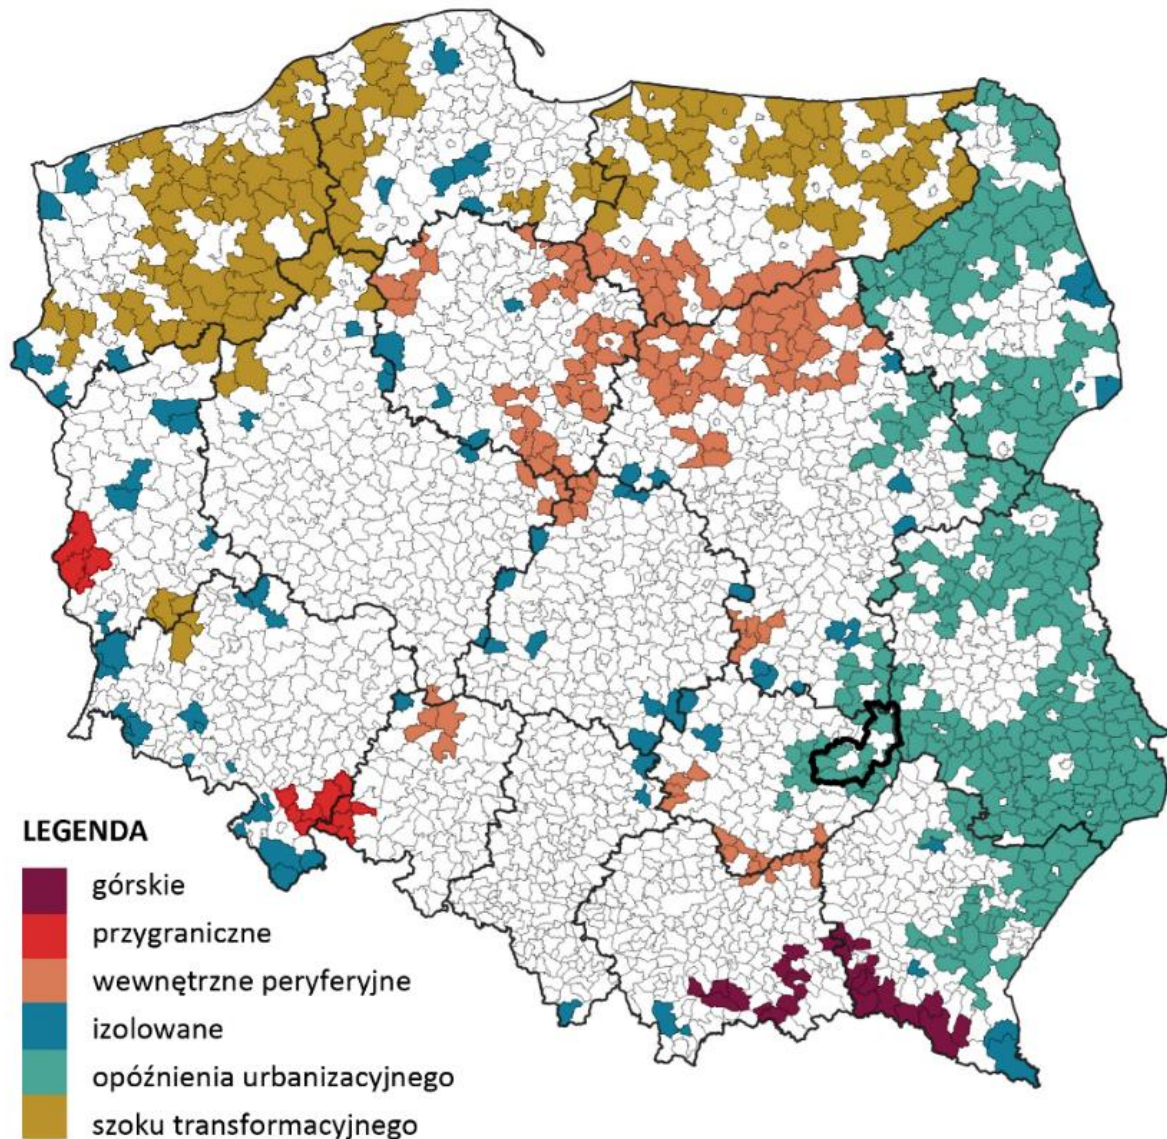 LEGENDA
górskie
przygraniczne
wewnętrzne peryferyjne
izolowane
opóźnienia urbanizacyjnego
szoku transformacyjnego